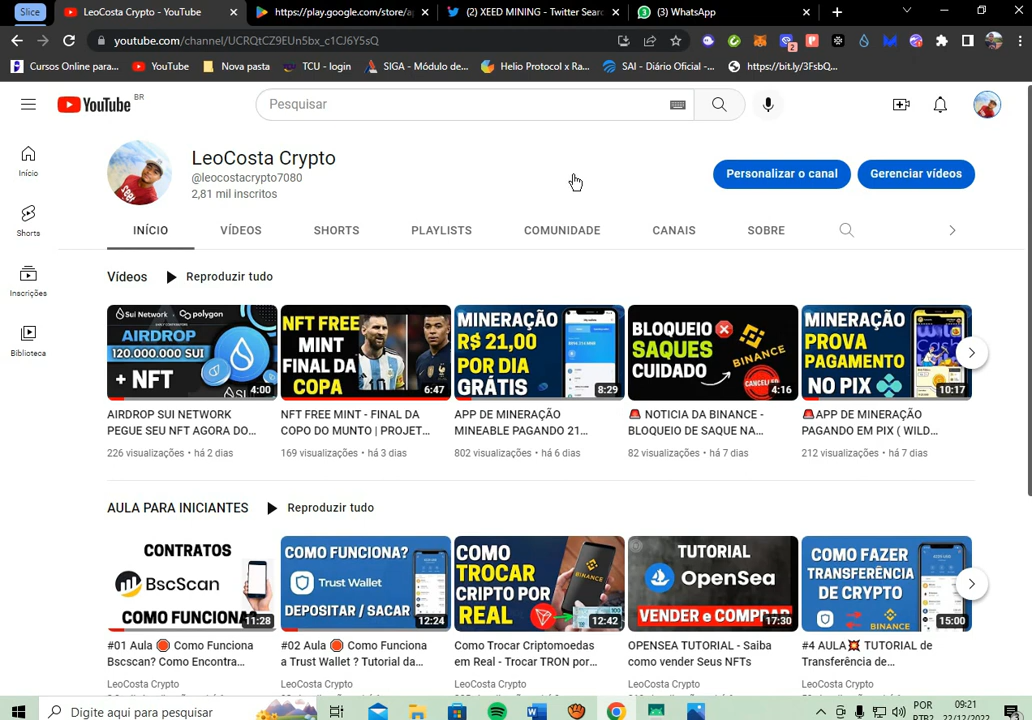 Slice
LeoCosta Crypto - YouTube
https://play.google.com/store/a
(2) XEED MINING - Twitter Sear
(3) WhatsApp
youtube.com/channel/UCRQtCZ9EUn5bx_c1CJ6Y5sQ
Cursos Online para...
YouTube
Nova pasta
TCU - login
SIGA - Módulo de...
Helio Protocol x Ra...
SAI - Diário Oficial -...
https://bit.ly/3FsbQ...
YouTube BR
Pesquisar
LeoCosta Crypto
@leocostacrypto7080
2,81 mil inscritos
Personalizar o canal
Gerenciar vídeos
Início
Shorts
Inscrições
Biblioteca
INÍCIO
VÍDEOS
SHORTS
PLAYLISTS
COMUNIDADE
CANAIS
SOBRE
Vídeos
Reproduzir tudo
Sui Network
polygon
AIRDROP
120.000.000 SUI
+ NFT
4:00
AIRDROP SUI NETWORK
PEGUE SEU NFT AGORA DO...
226 visualizações • há 2 dias
NFT FREE
MINT
FINAL DA
COPA
6:47
NFT FREE MINT - FINAL DA
COPO DO MUNTO | PROJET...
169 visualizações • há 3 dias
MINERAÇÃO
R$ 21,00
POR DIA
GRÁTIS
8:29
APP DE MINERAÇÃO
MINEABLE PAGANDO 21...
802 visualizações • há 6 dias
BLOQUEIO
SAQUES
CUIDADO
BINANCE
CANCELED
4:16
NOTICIA DA BINANCE -
BLOQUEIO DE SAQUE NA...
82 visualizações • há 7 dias
MINERAÇÃO
PROVA
PAGAMENTO
NO PIX
10:17
APP DE MINERAÇÃO
PAGANDO EM PIX ( WILD...
212 visualizações • há 7 dias
AULA PARA INICIANTES
Reproduzir tudo
CONTRATOS
BscScan
COMO FUNCIONA
11:28
#01 Aula 🛑 Como Funciona
Bscscan? Como Encontra...
LeoCosta Crypto
COMO FUNCIONA?
Trust Wallet
DEPOSITAR / SACAR
12:24
#02 Aula 🛑 Como Funciona
a Trust Wallet ? Tutorial da...
LeoCosta Crypto
COMO
TROCAR
CRIPTO POR
REAL
BINANCE
12:42
Como Trocar Criptomoedas
em Real - Trocar TRON por...
LeoCosta Crypto
TUTORIAL
OpenSea
VENDER e COMPRAR
17:30
OPENSEA TUTORIAL - Saiba
como vender Seus NFTs
LeoCosta Crypto
COMO FAZER
TRANSFERÊNCIA
DE CRYPTO
BINANCE
15:00
#4 AULA💥 TUTORIAL de
Transferência de...
LeoCosta Crypto
Digite aqui para pesquisar
POR
PTB2
09:21
22/12/2022